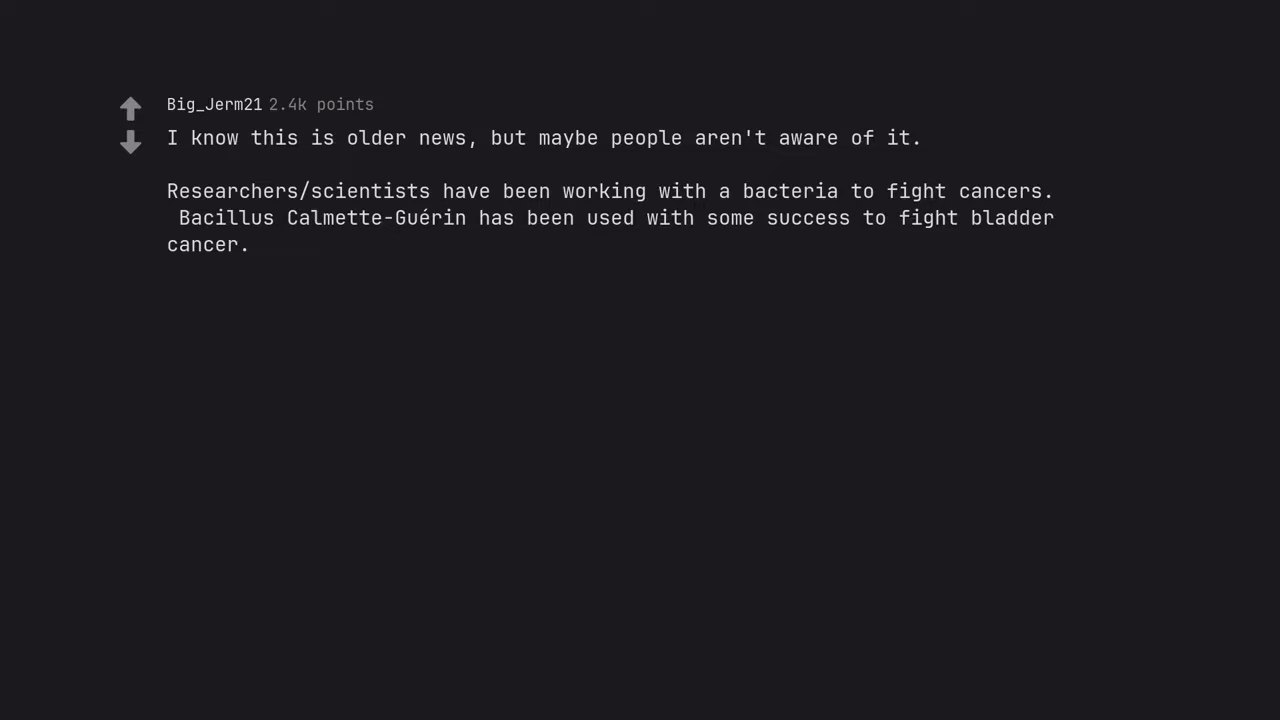 Big_Jerm21 2.4k points
I know this is older news, but maybe people aren't aware of it.
Researchers/scientists have been working with a bacteria to fight cancers.
Bacillus Calmette-Guérin has been used with some success to fight bladder
cancer.